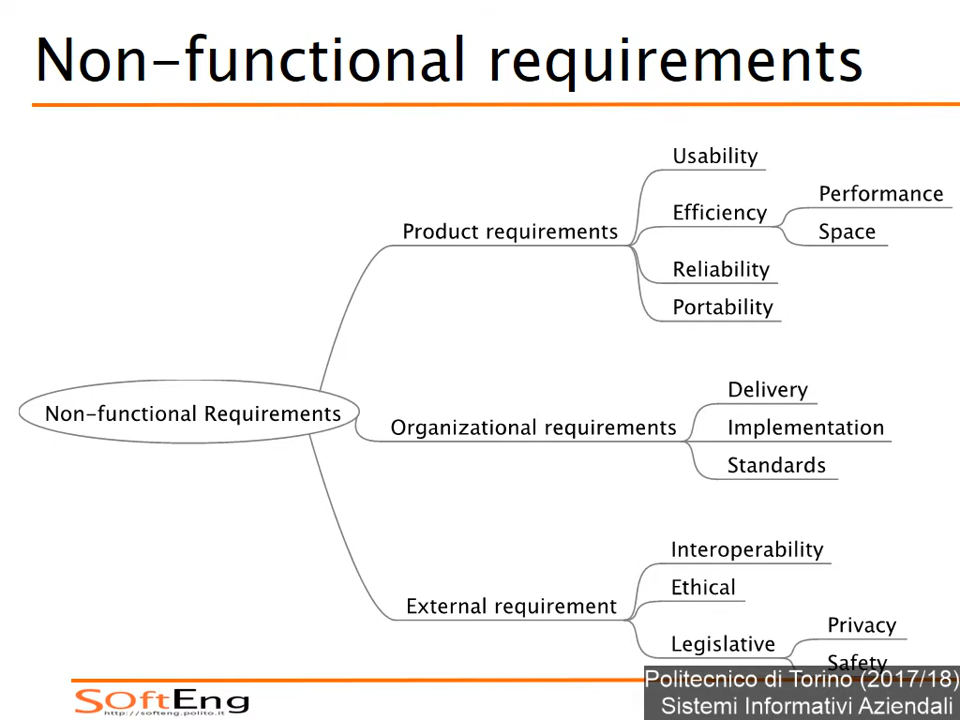 Non-functional requirements
Usability
Performance
Efficiency
Space
Product requirements
Reliability
Portability
Non-functional Requirements
Delivery
Organizational requirements
Implementation
Standards
Interoperability
Ethical
External requirement
Privacy
Legislative
Safety
SOftEng
http://softeng.polito.it
Politecnico di Torino (2017/18)
Sistemi Informativi Aziendali